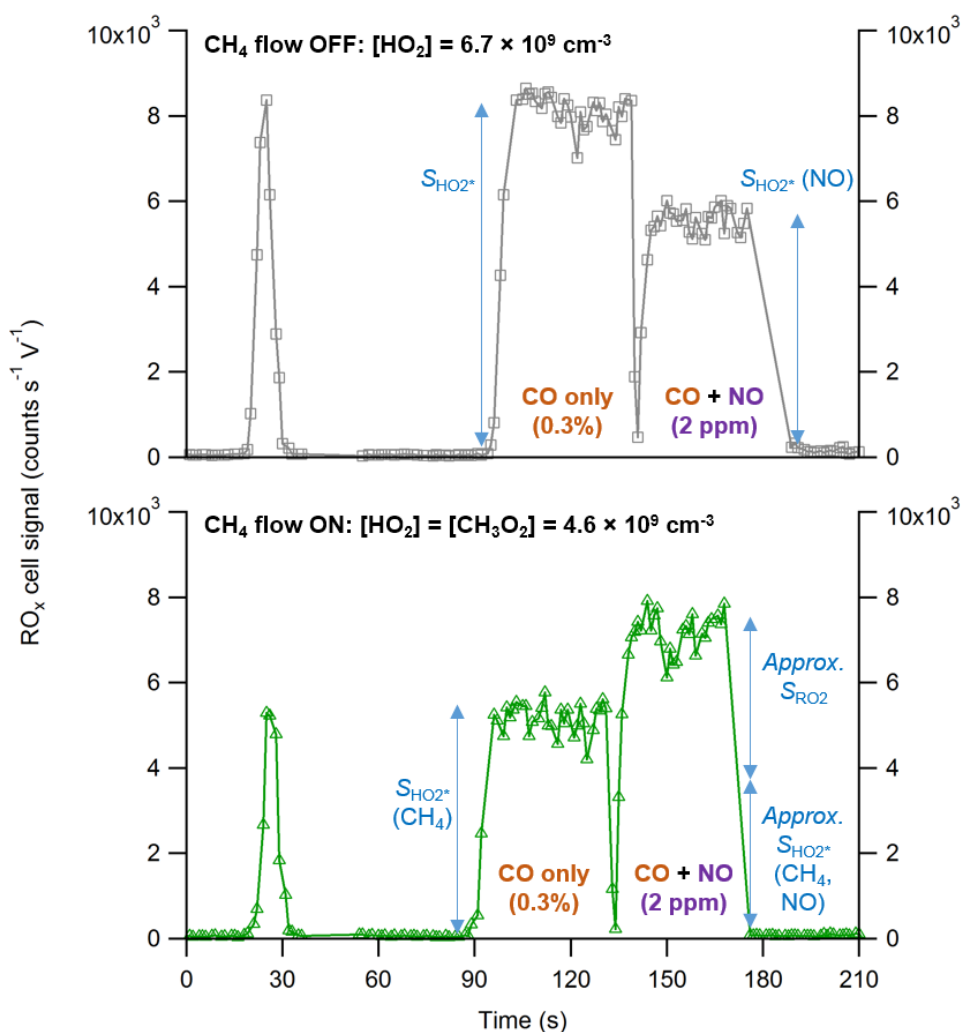 10x10³
10x10³
CH₄ flow OFF: [HO₂] = 6.7 × 10⁹ cm⁻³
8
8
S_HO2*
S_HO2* (NO)
6
6
4
4
2
2
CO only
(0.3%)
CO + NO
(2 ppm)
0
0
ROₓ cell signal (counts s⁻¹ V⁻¹)
10x10³
10x10³
CH₄ flow ON: [HO₂] = [CH₃O₂] = 4.6 × 10⁹ cm⁻³
8
8
Approx.
S_RO2
6
6
4
4
S_HO2*
(CH₄)
Approx.
S_HO2*
(CH₄,
NO)
2
2
CO only
(0.3%)
CO + NO
(2 ppm)
0
0
0 30 60 90 120 150 180 210
Time (s)